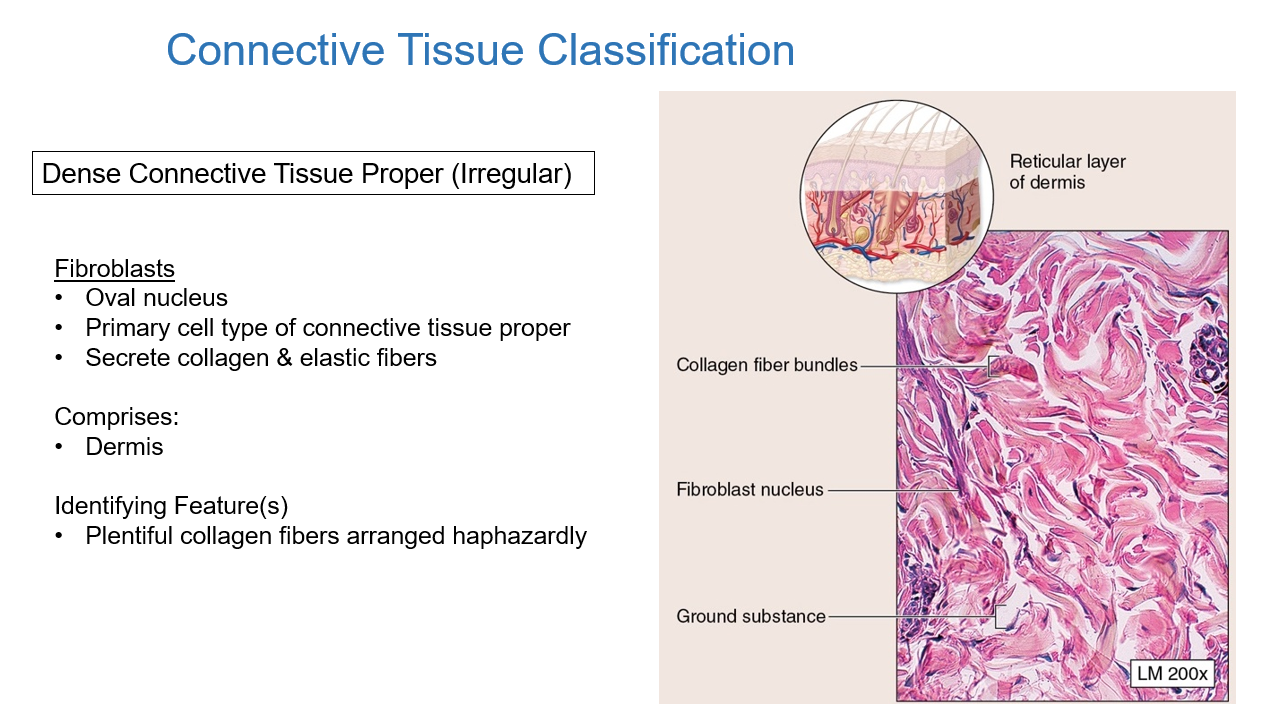 Connective Tissue Classification
Dense Connective Tissue Proper (Irregular)
Fibroblasts
• Oval nucleus
• Primary cell type of connective tissue proper
• Secrete collagen & elastic fibers
Comprises:
• Dermis
Identifying Feature(s)
• Plentiful collagen fibers arranged haphazardly
Reticular layer
of dermis
Collagen fiber bundles
Fibroblast nucleus
Ground substance
LM 200x